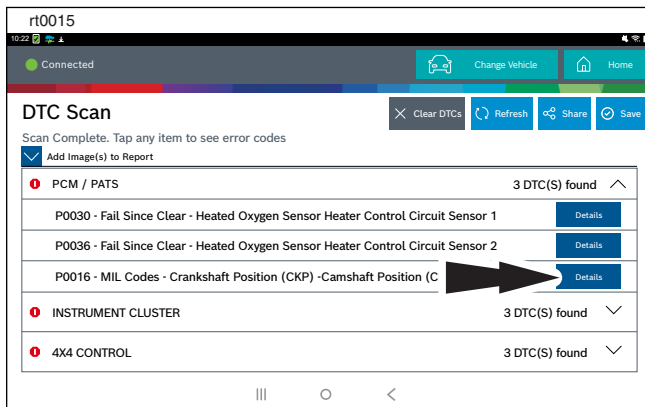 rt0015
10:22
Connected
Change Vehicle
Home
DTC Scan
Clear DTCs
Refresh
Share
Save
Scan Complete. Tap any item to see error codes
Add Image(s) to Report
PCM / PATS 3 DTC(S) found
P0030 - Fail Since Clear - Heated Oxygen Sensor Heater Control Circuit Sensor 1 Details
P0036 - Fail Since Clear - Heated Oxygen Sensor Heater Control Circuit Sensor 2 Details
P0016 - MIL Codes - Crankshaft Position (CKP) -Camshaft Position (C Details
INSTRUMENT CLUSTER 3 DTC(S) found
4X4 CONTROL 3 DTC(S) found